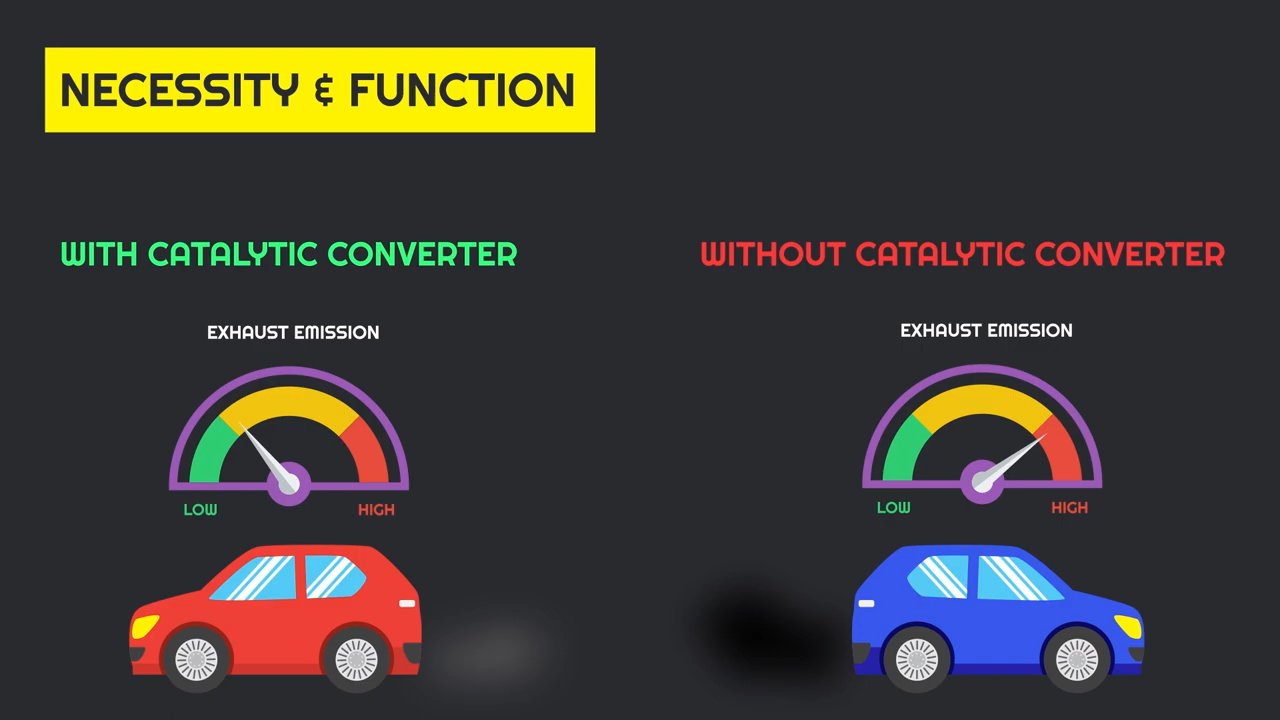 NECESSITY & FUNCTION
WITH CATALYTIC CONVERTER
WITHOUT CATALYTIC CONVERTER
EXHAUST EMISSION
EXHAUST EMISSION
LOW
HIGH
LOW
HIGH